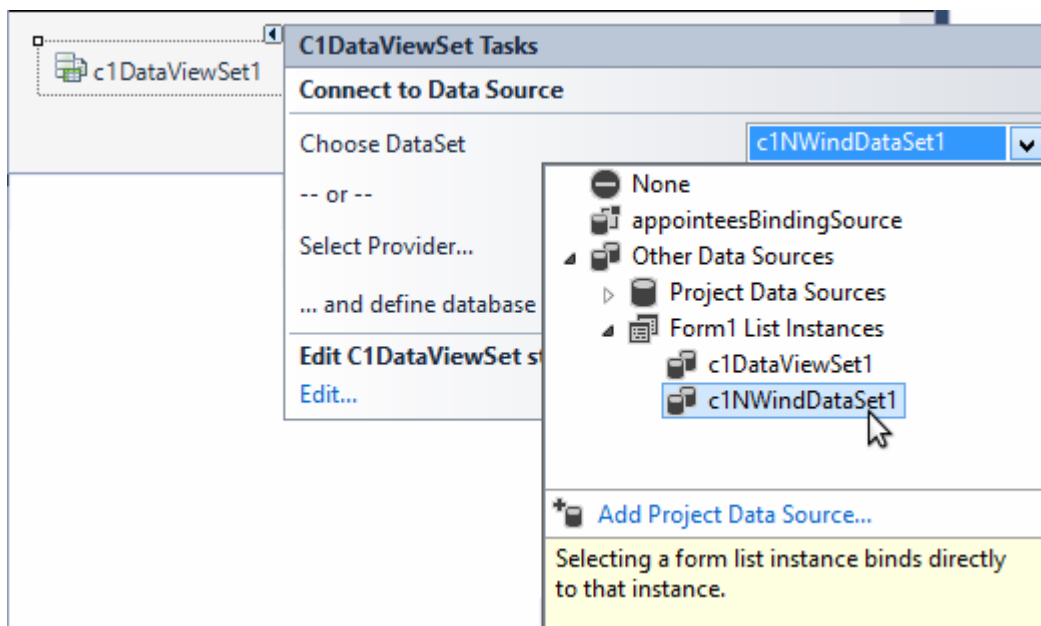 c1DataViewSet1
C1DataViewSet Tasks
Connect to Data Source
Choose DataSet
c1NWindDataSet1
-- or --
Select Provider...
... and define database
Edit C1DataViewSet st
Edit...
None
appointeesBindingSource
Other Data Sources
Project Data Sources
Form1 List Instances
c1DataViewSet1
c1NWindDataSet1
Add Project Data Source...
Selecting a form list instance binds directly
to that instance.